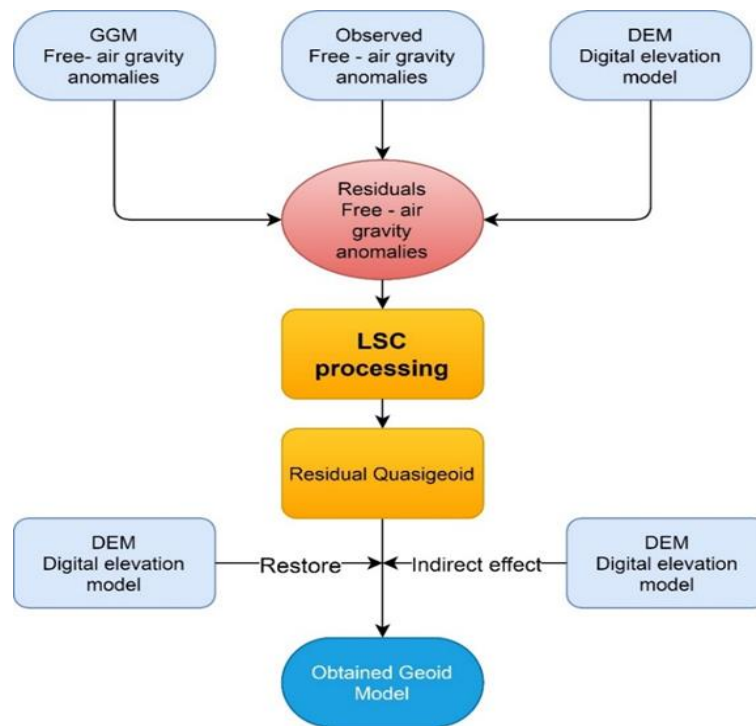 GGM
Free- air gravity
anomalies
Observed
Free - air gravity
anomalies
DEM
Digital elevation
model
Residuals
Free - air
gravity
anomalies
LSC
processing
Residual Quasigeoid
DEM
Digital elevation
model
Restore
Indirect effect
DEM
Digital elevation
model
Obtained Geoid
Model